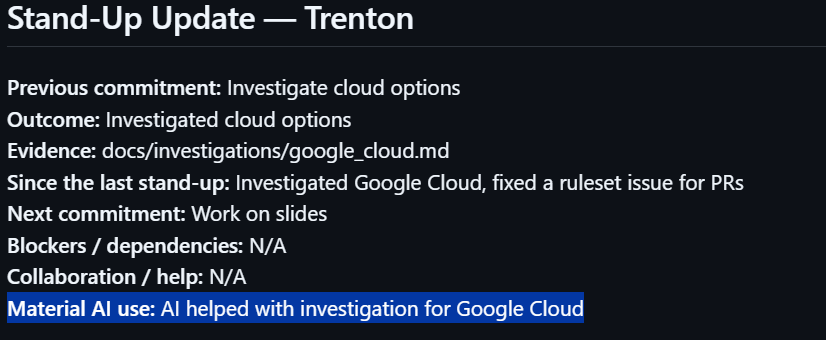 Stand-Up Update — Trenton
Previous commitment: Investigate cloud options
Outcome: Investigated cloud options
Evidence: docs/investigations/google_cloud.md
Since the last stand-up: Investigated Google Cloud, fixed a ruleset issue for PRs
Next commitment: Work on slides
Blockers / dependencies: N/A
Collaboration / help: N/A
Material AI use: AI helped with investigation for Google Cloud